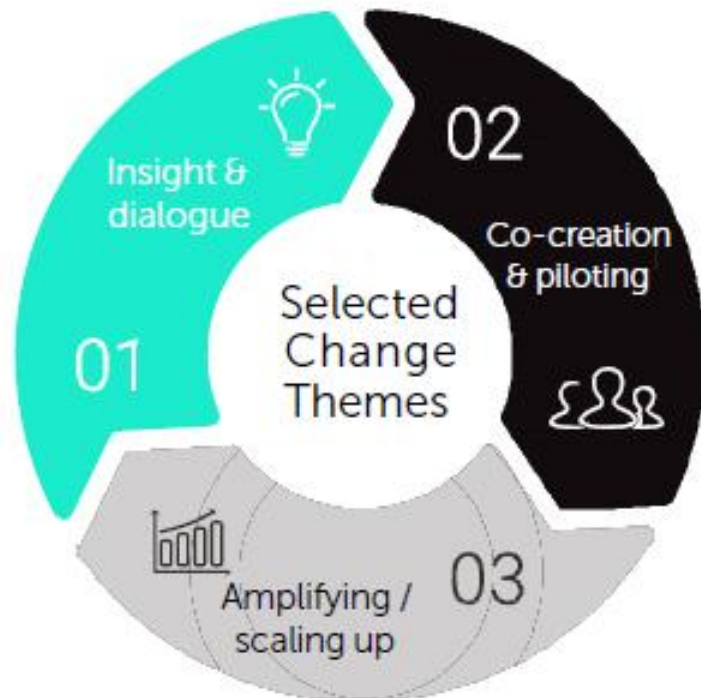 Insight &
dialogue
01
02
Co-creation
& piloting
Selected
Change
Themes
03
Amplifying /
scaling up